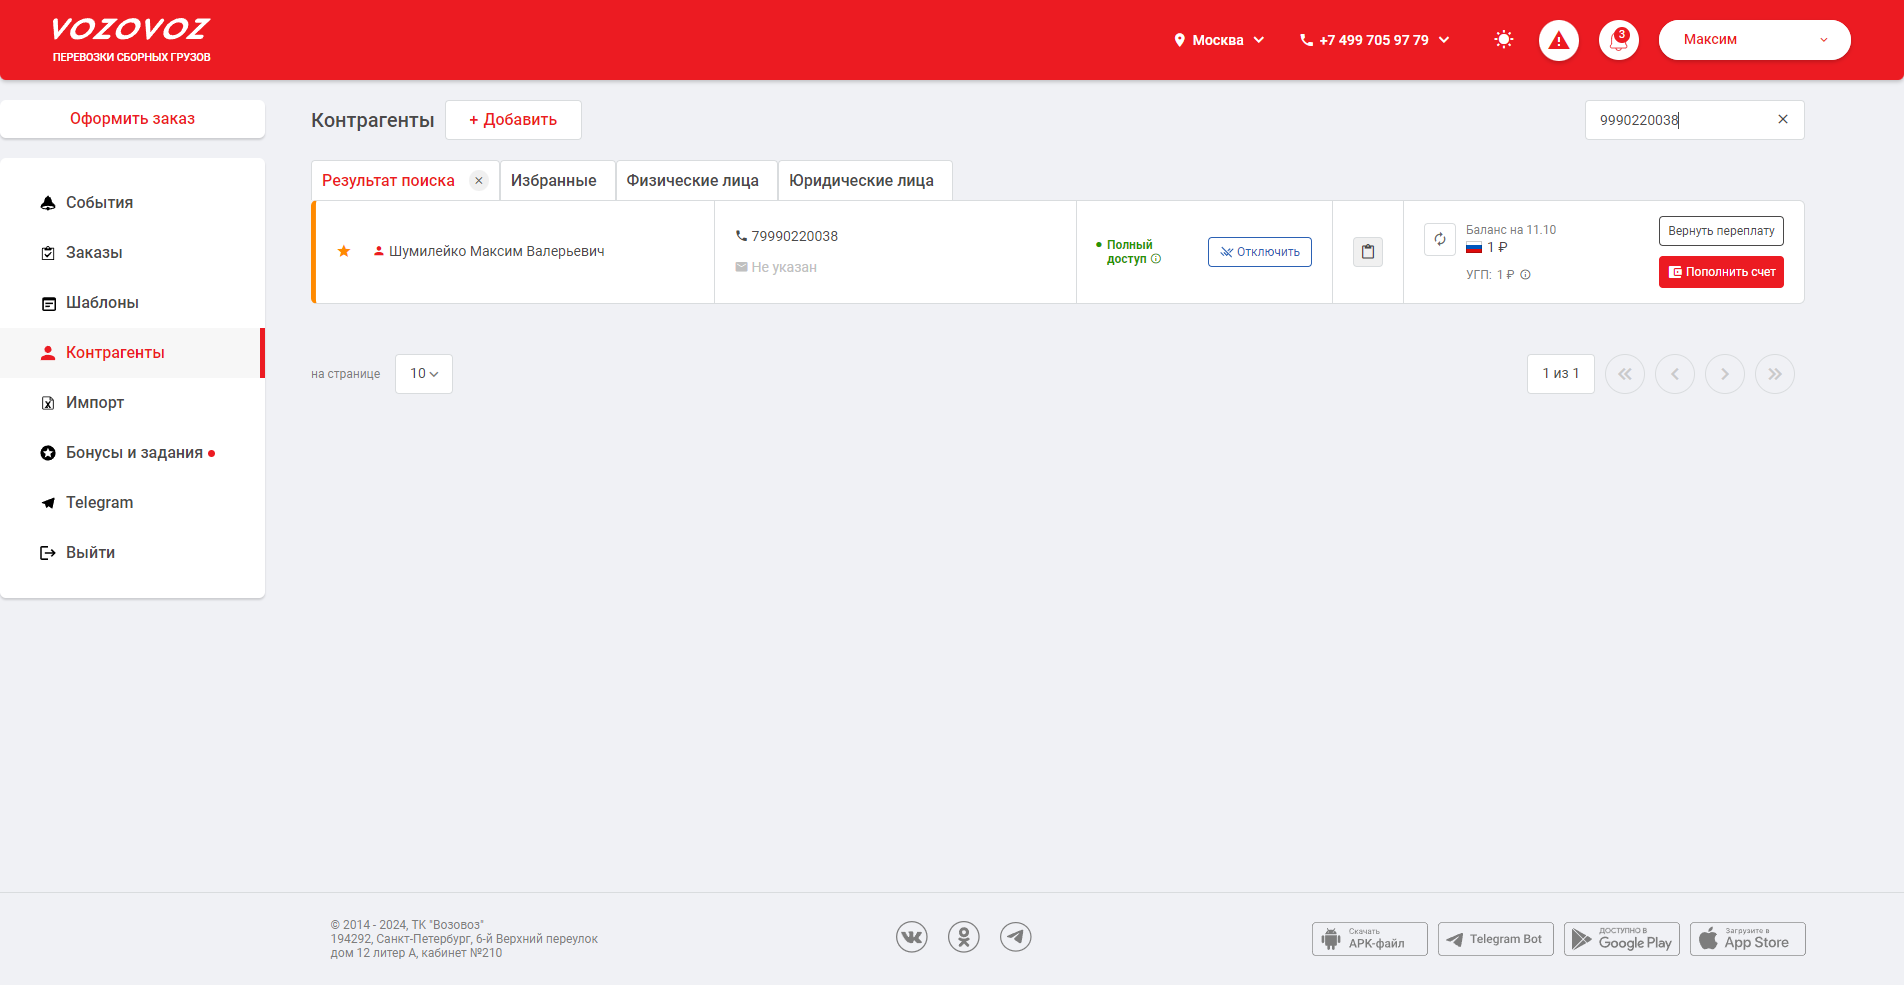 VOZOVOZ
ПЕРЕВОЗКИ СБОРНЫХ ГРУЗОВ
Москва
+7 499 705 97 79
3
Максим
Оформить заказ
События
Заказы
Шаблоны
Контрагенты
Импорт
Бонусы и задания
Telegram
Выйти
Контрагенты
+ Добавить
9990220038
Результат поиска
Избранные
Физические лица
Юридические лица
Шумилейко Максим Валерьевич
79990220038
Не указан
Полный
доступ
Отключить
Баланс на 11.10
1 ₽
УГП: 1 ₽
Вернуть переплату
Пополнить счет
на странице
10
1 из 1
© 2014 - 2024, ТК "Возовоз"
194292, Санкт-Петербург, 6-й Верхний переулок
дом 12 литер А, кабинет №210
Скачать
APK-файл
Telegram Bot
ДОСТУПНО В
Google Play
Загрузите в
App Store